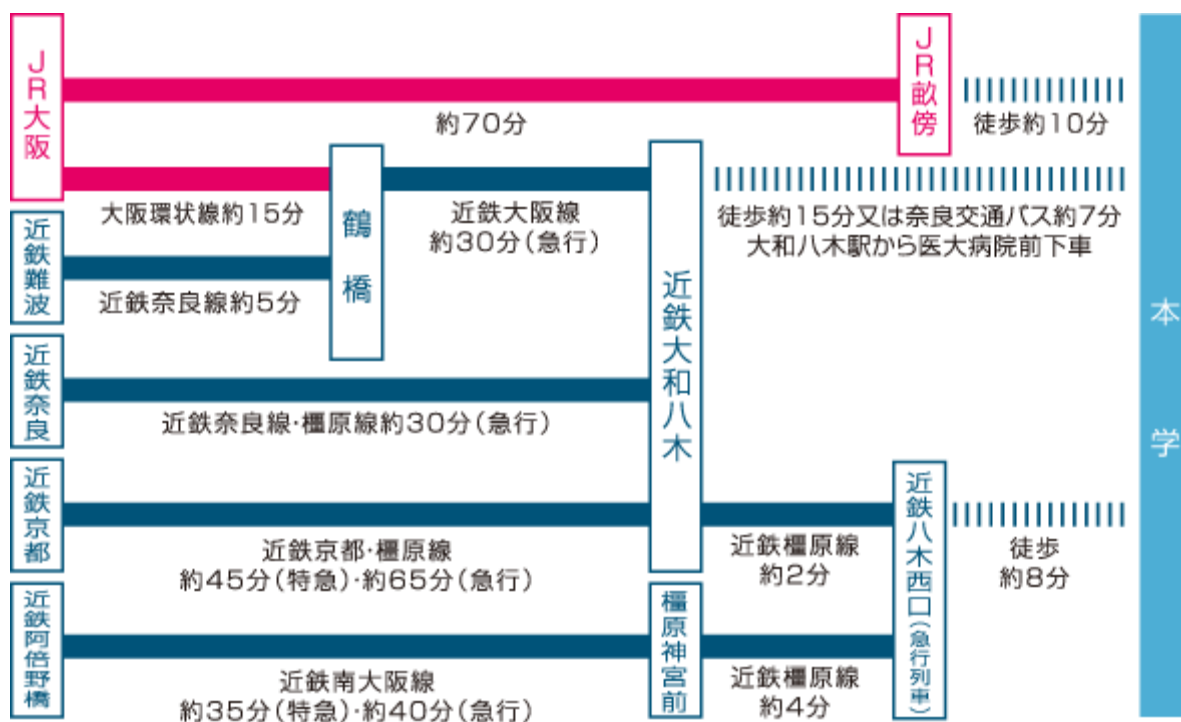 JR大阪
JR畝傍
約70分
徒歩約10分
鶴橋
大阪環状線約15分
近鉄大阪線
約30分(急行)
近鉄大和八木
徒歩約15分又は奈良交通バス約7分
大和八木駅から医大病院前下車
近鉄難波
近鉄奈良線約5分
近鉄奈良
近鉄奈良線・橿原線約30分(急行)
近鉄京都
近鉄京都・橿原線
約45分(特急)・約65分(急行)
近鉄橿原線
約2分
近鉄八木西口(急行列車)
徒歩
約8分
近鉄阿倍野橋
近鉄南大阪線
約35分(特急)・約40分(急行)
橿原神宮前
近鉄橿原線
約4分
本学